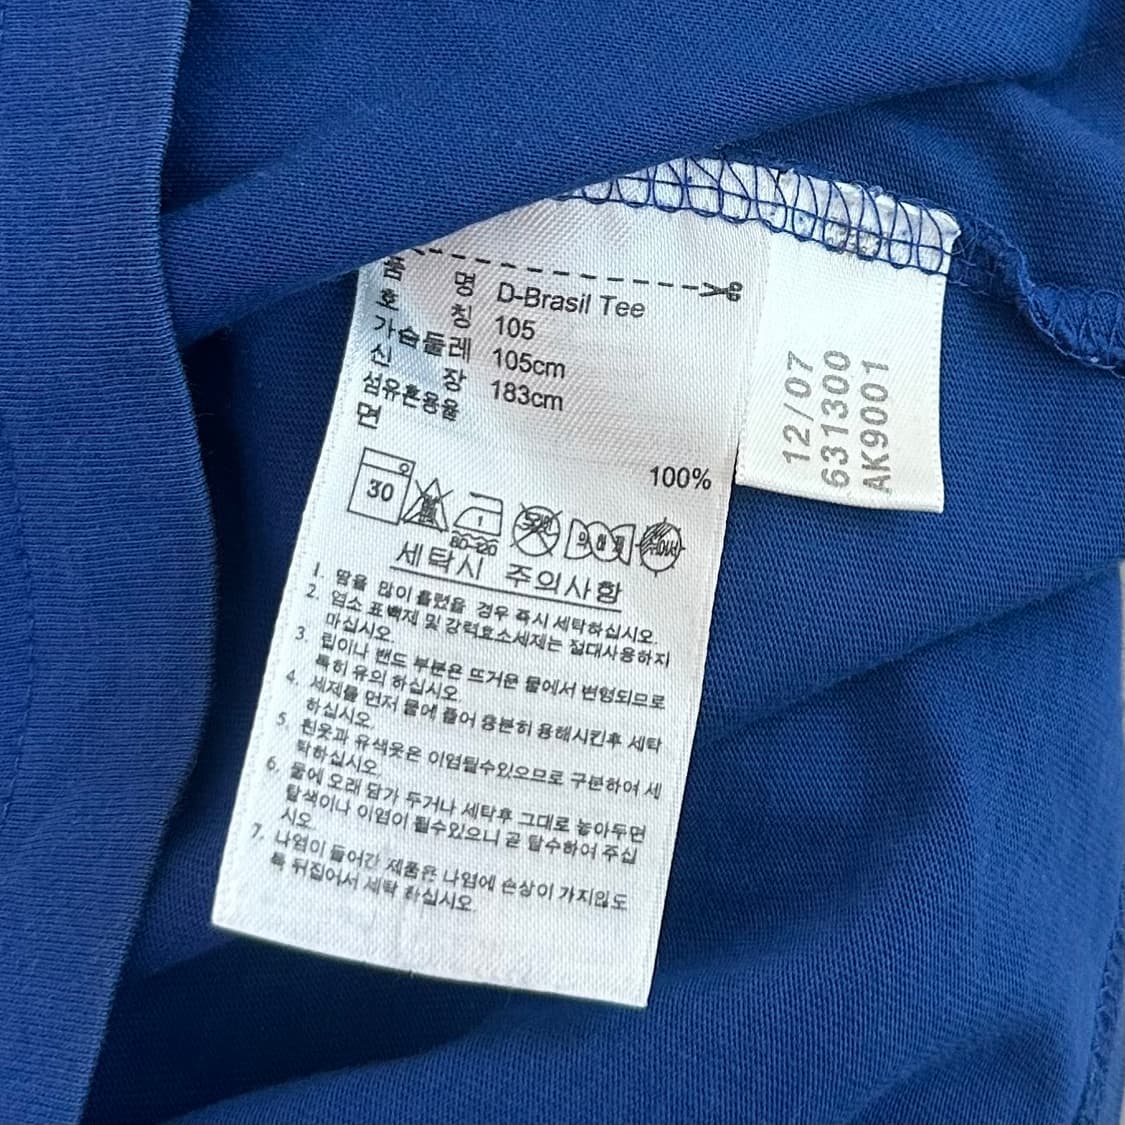 품 명 D-Brasil Tee
호 칭 105
가슴둘레 105cm
신 장 183cm
섬유혼용율
면 100%
30
80-120
세탁시 주의사항
1. 땀을 많이 흘렸을 경우 즉시 세탁하십시오.
2. 염소 표백제 및 강력효소세제는 절대사용하지
마십시오.
3. 립이나 밴드 부분은 뜨거운 물에서 변형되므로
특히 유의 하십시오
4. 세제를 먼저 물에 풀어 충분히 용해시킨후 세탁
하십시오.
5. 흰옷과 유색옷은 이염될수있으므로 구분하여 세
탁하십시오.
6. 물에 오래 담가 두거나 세탁후 그대로 놓아두면
탈색이나 이염이 될수있으니 곧 탈수하여 주십
시오.
7. 나염이 들어간 제품은 나염에 손상이 가지않도
록 뒤집어서 세탁 하십시오
12/07
631300
AK9001